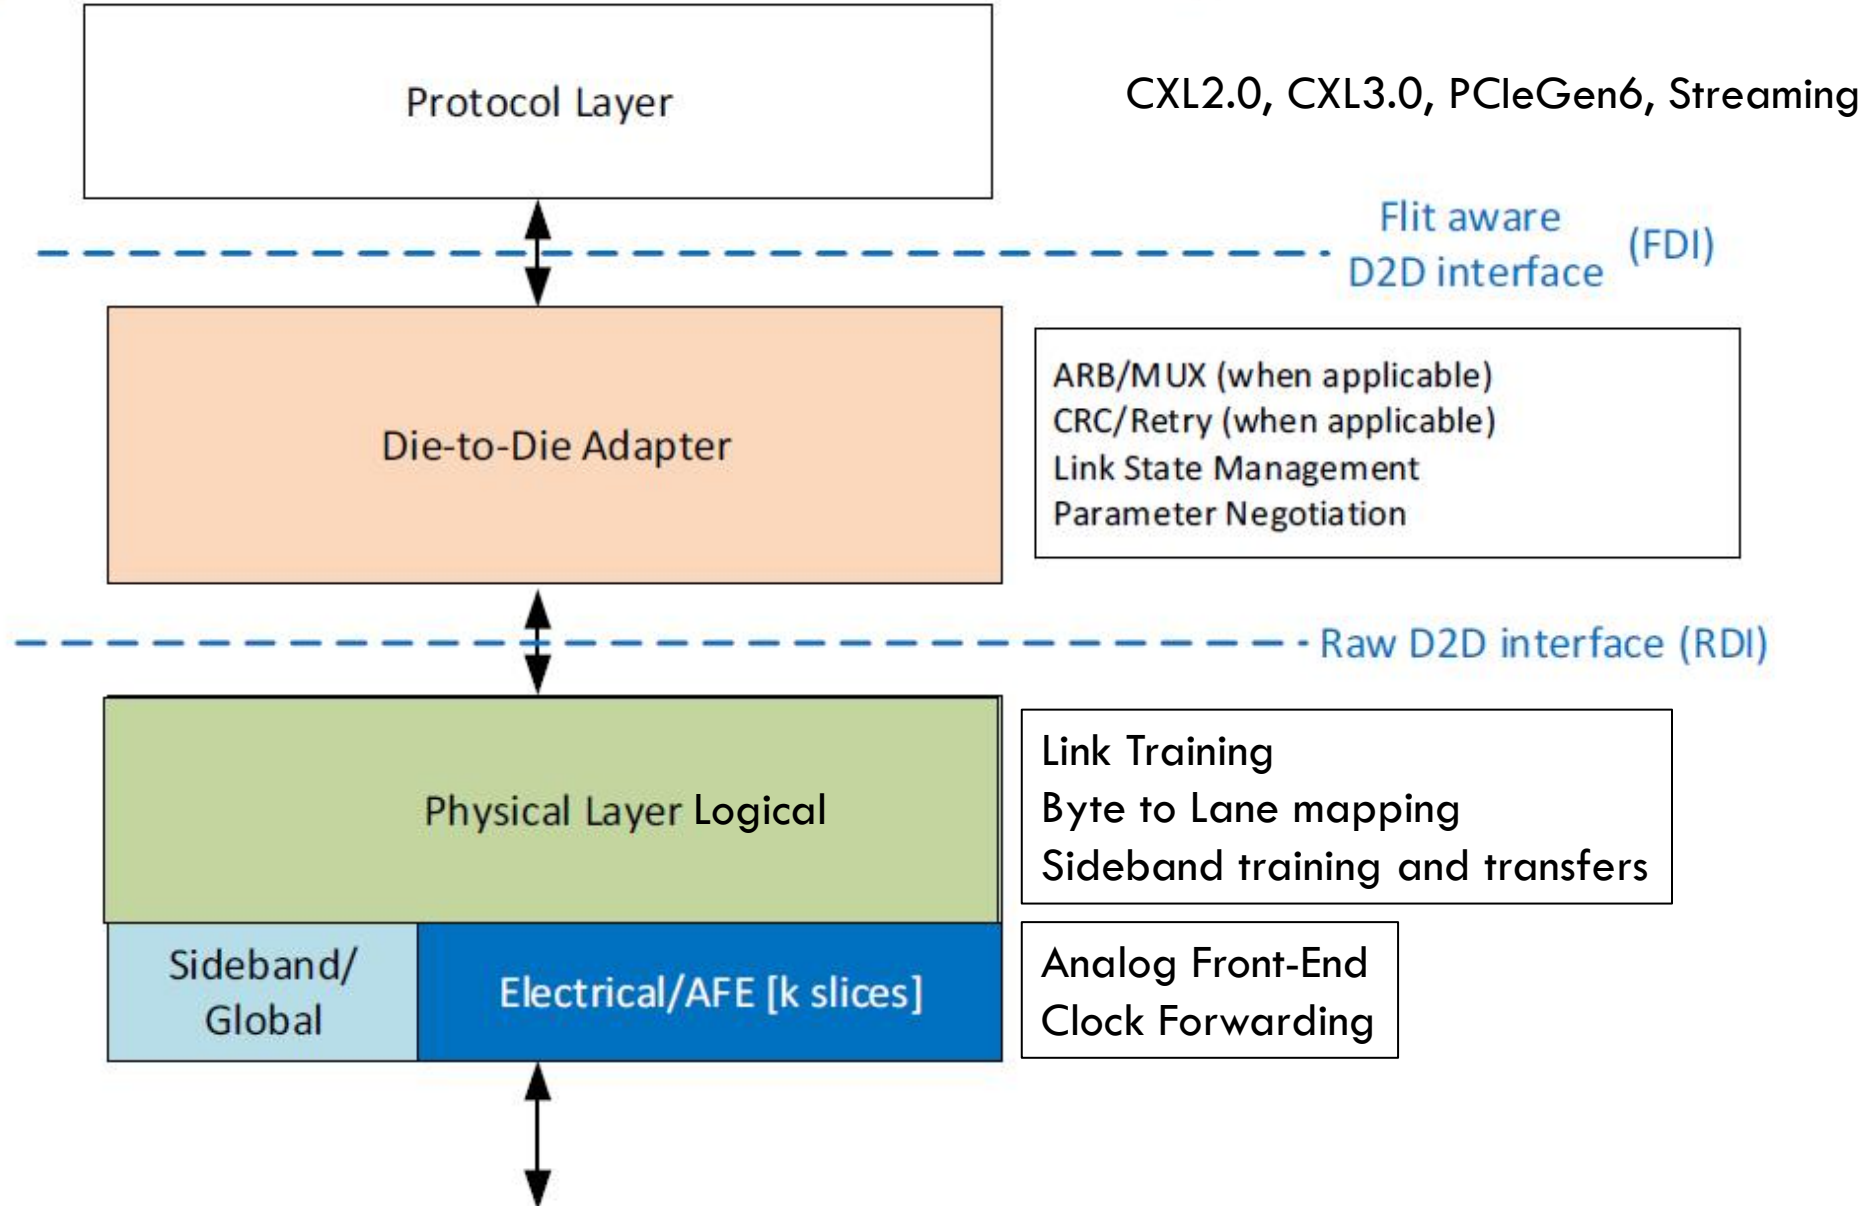 Protocol Layer
CXL2.0, CXL3.0, PCIeGen6, Streaming
Flit aware
D2D interface
(FDI)
Die-to-Die Adapter
ARB/MUX (when applicable)
CRC/Retry (when applicable)
Link State Management
Parameter Negotiation
Raw D2D interface (RDI)
Physical Layer Logical
Link Training
Byte to Lane mapping
Sideband training and transfers
Sideband/
Global
Electrical/AFE [k slices]
Analog Front-End
Clock Forwarding